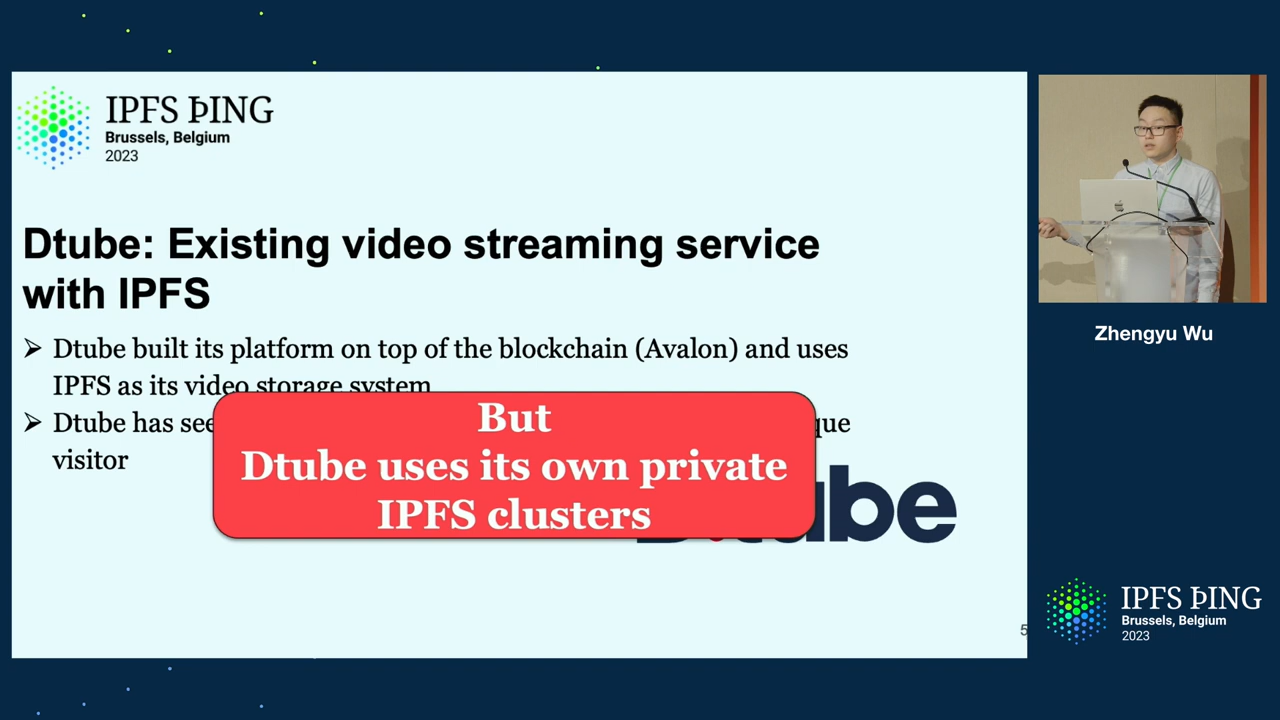 IPFS ÞING
Brussels, Belgium
2023
Dtube: Existing video streaming service
with IPFS
➢ Dtube built its platform on top of the blockchain (Avalon) and uses
IPFS as its video storage system
➢ Dtube has see que
visitor
But
Dtube uses its own private
IPFS clusters
be
5
Zhengyu Wu
IPFS ÞING
Brussels, Belgium
2023